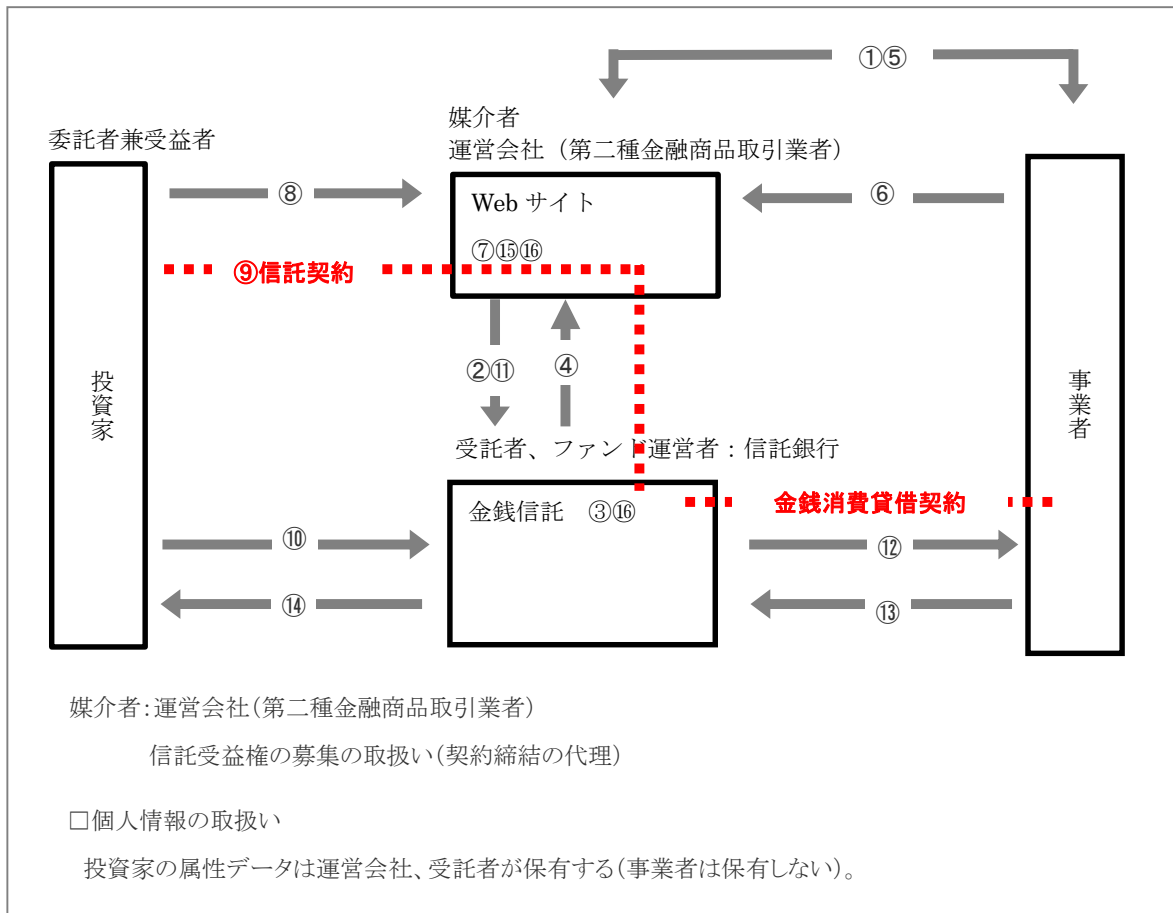 ①⑤
媒介者
運営会社（第二種金融商品取引業者）
委託者兼受益者
⑧
⑥
Web サイト
⑦⑮⑯
⑨信託契約
②⑪
④
投資家
事業者
受託者、ファンド運営者：信託銀行
金銭信託　③⑯
金銭消費貸借契約
⑩
⑫
⑭
⑬
媒介者：運営会社（第二種金融商品取引業者）
信託受益権の募集の取扱い（契約締結の代理）
□個人情報の取扱い
投資家の属性データは運営会社、受託者が保有する（事業者は保有しない）。